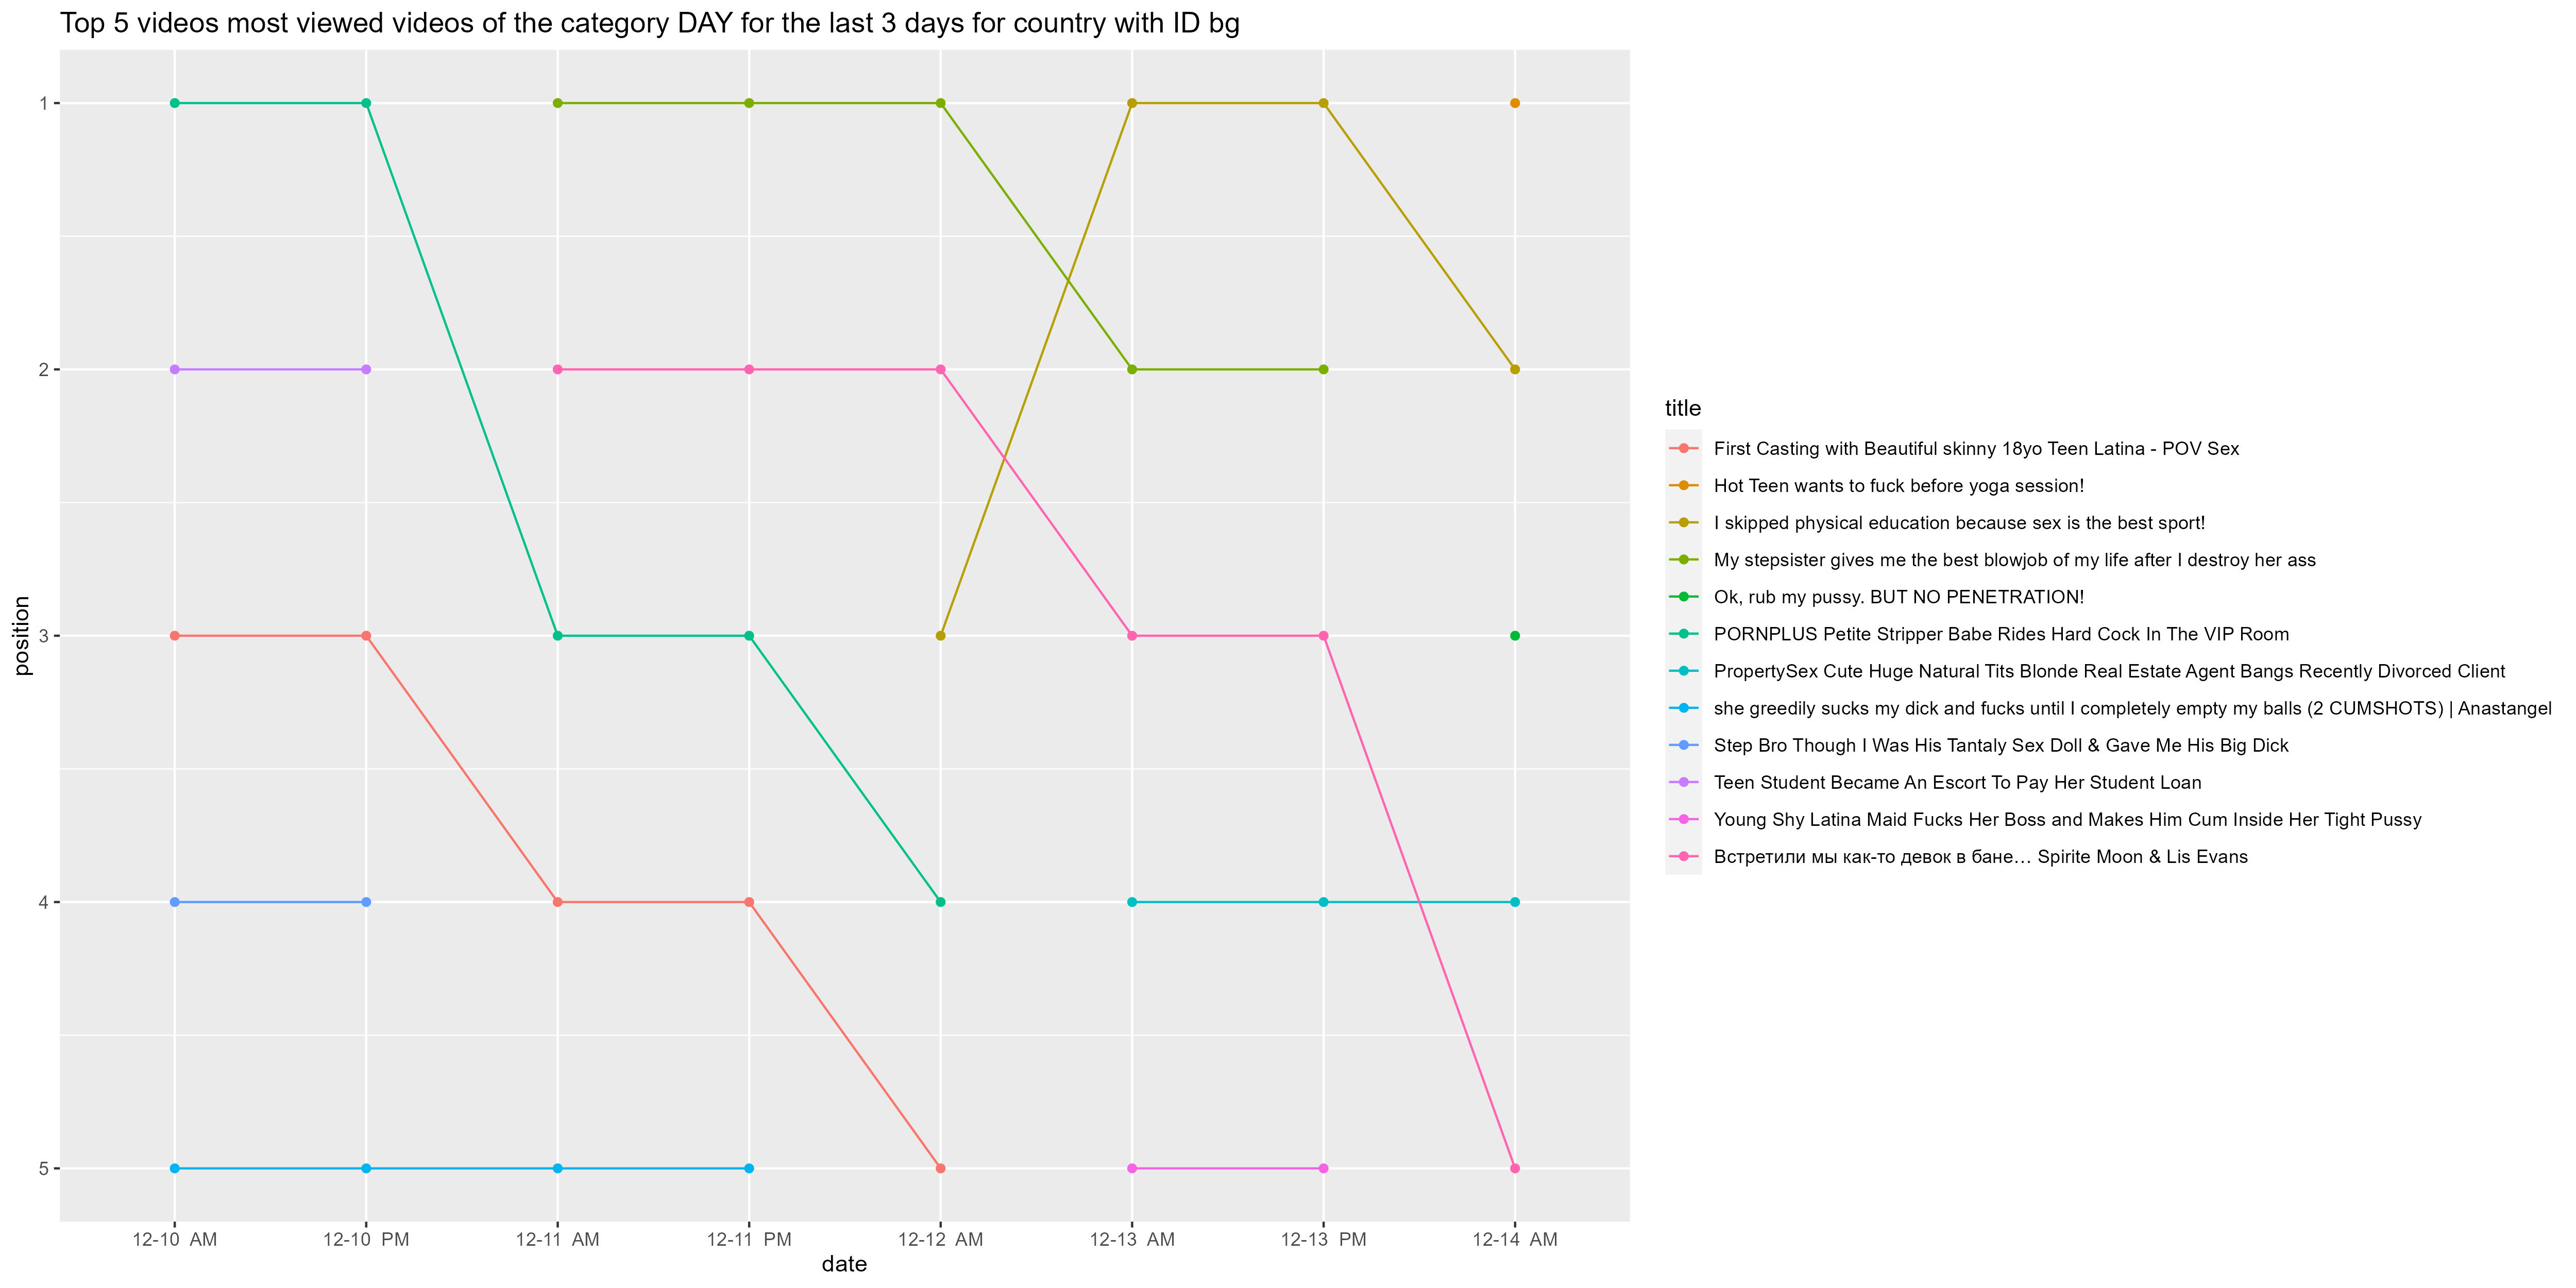 Top 5 videos most viewed videos of the category DAY for the last 3 days for country with ID bg
position
1
2
3
4
5
12-10 AM
12-10 PM
12-11 AM
12-11 PM
12-12 AM
12-13 AM
12-13 PM
12-14 AM
date
title
First Casting with Beautiful skinny 18yo Teen Latina - POV Sex
Hot Teen wants to fuck before yoga session!
I skipped physical education because sex is the best sport!
My stepsister gives me the best blowjob of my life after I destroy her ass
Ok, rub my pussy. BUT NO PENETRATION!
PORNPLUS Petite Stripper Babe Rides Hard Cock In The VIP Room
PropertySex Cute Huge Natural Tits Blonde Real Estate Agent Bangs Recently Divorced Client
she greedily sucks my dick and fucks until I completely empty my balls (2 CUMSHOTS) | Anastangel
Step Bro Though I Was His Tantaly Sex Doll & Gave Me His Big Dick
Teen Student Became An Escort To Pay Her Student Loan
Young Shy Latina Maid Fucks Her Boss and Makes Him Cum Inside Her Tight Pussy
Встретили мы как-то девок в бане… Spirite Moon & Lis Evans